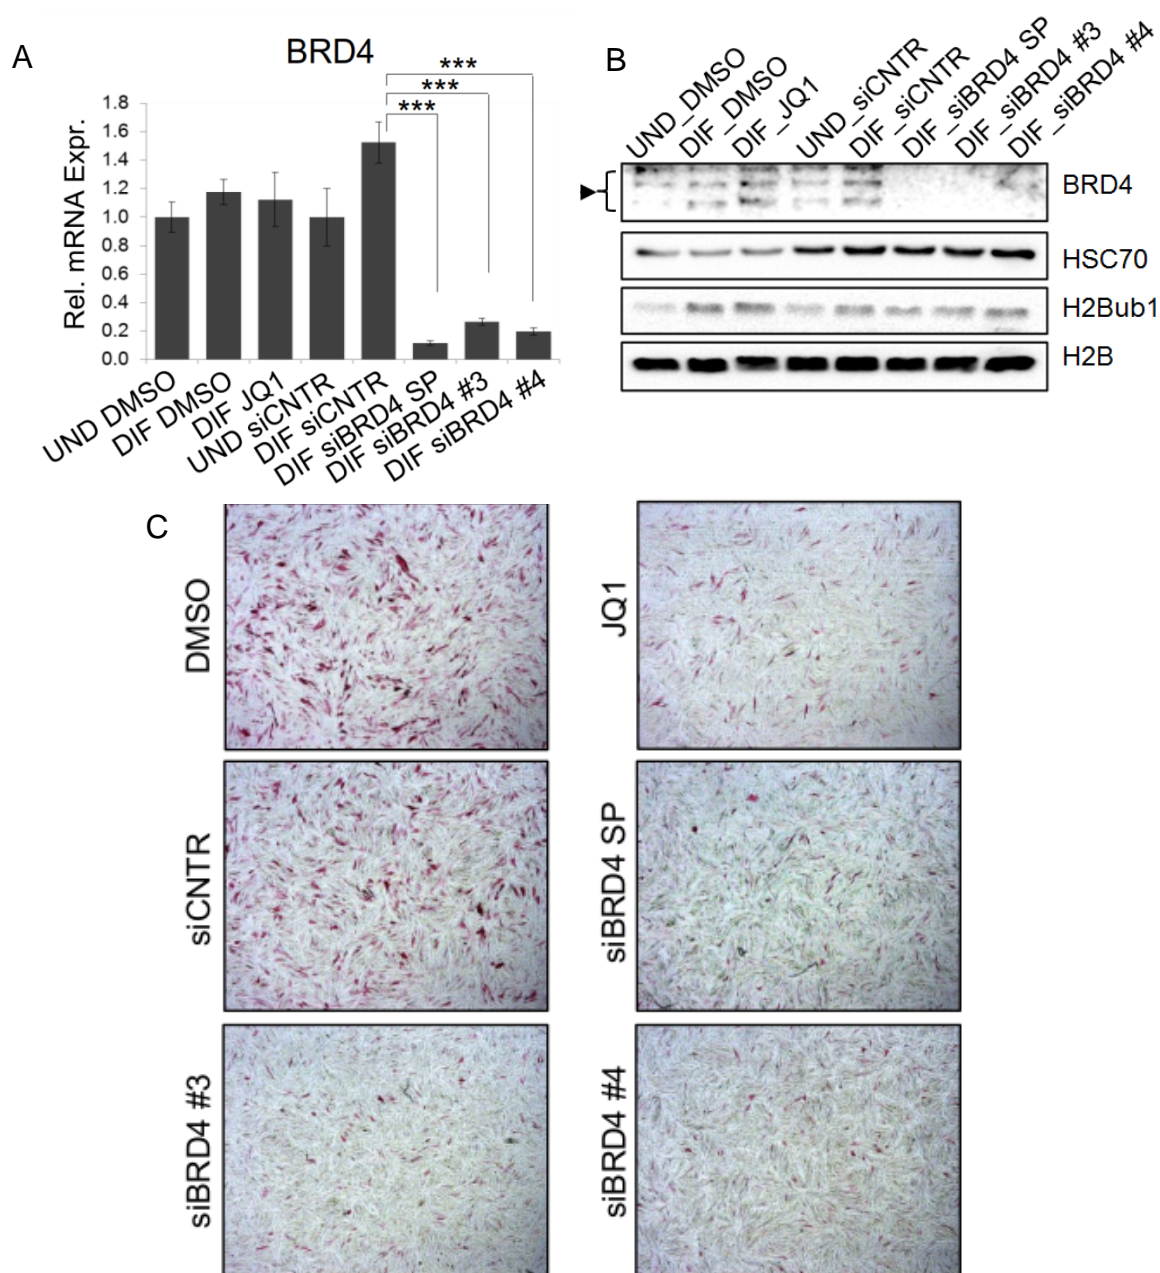 A
BRD4
***
***
***
Rel. mRNA Expr.
1.8
1.6
1.4
1.2
1.0
0.8
0.6
0.4
0.2
0.0
UND DMSO
DIF DMSO
DIF JQ1
UND siCNTR
DIF siCNTR
DIF siBRD4 SP
DIF siBRD4 #3
DIF siBRD4 #4
B
UND_DMSO
DIF_DMSO
DIF_JQ1
UND_siCNTR
DIF_siCNTR
DIF_siBRD4 SP
DIF_siBRD4 #3
DIF_siBRD4 #4
BRD4
HSC70
H2Bub1
H2B
C
DMSO
JQ1
siCNTR
siBRD4 SP
siBRD4 #3
siBRD4 #4